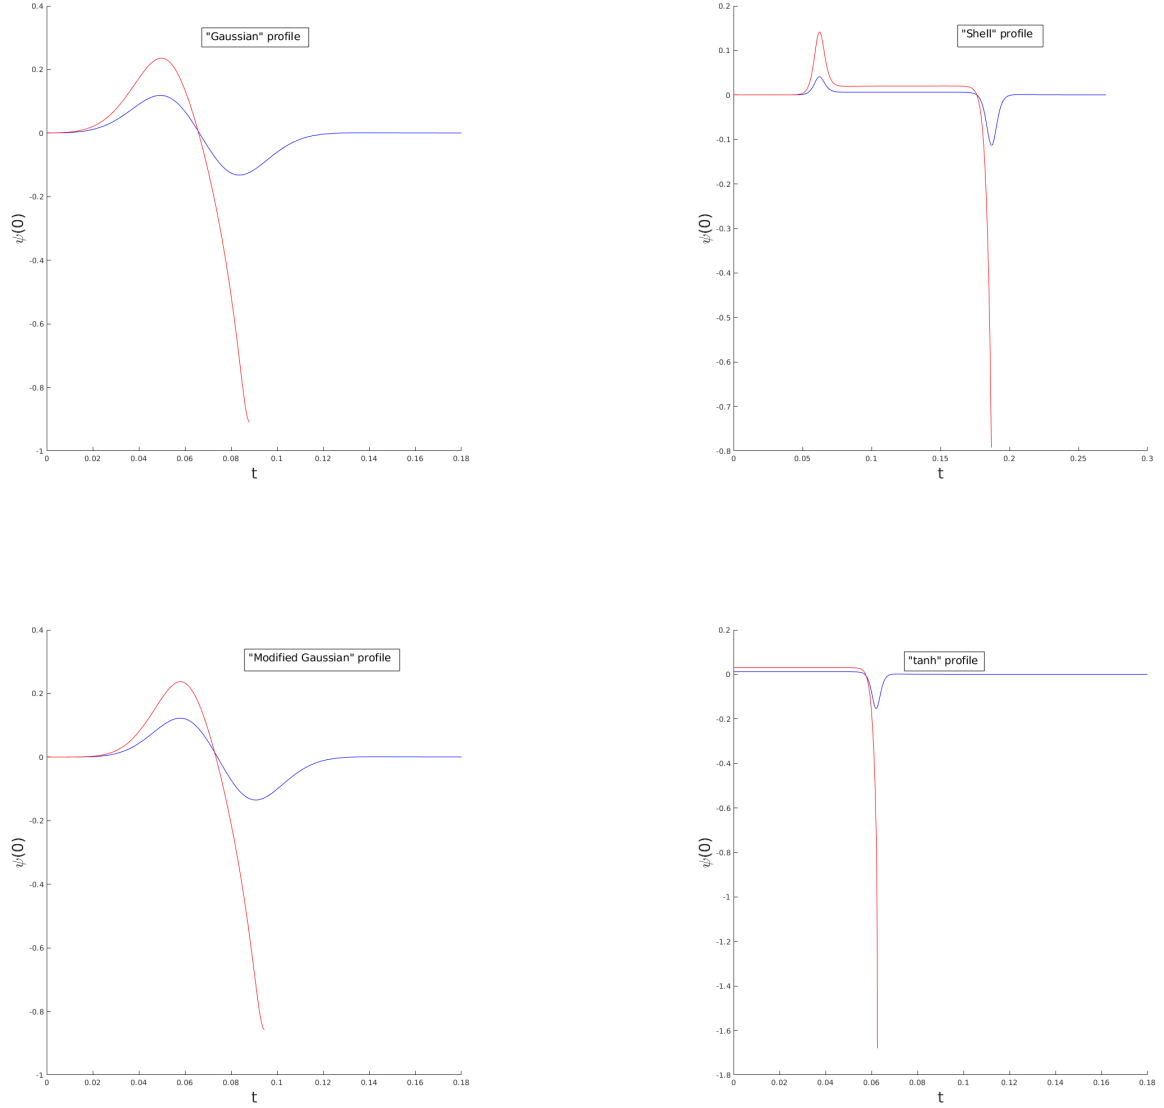 "Gaussian" profile
0.4
0.2
0
-0.2
-0.4
-0.6
-0.8
-1
ψ(0)
0 0.02 0.04 0.06 0.08 0.1 0.12 0.14 0.16 0.18
t
"Shell" profile
0.2
0.1
0
-0.1
-0.2
-0.3
-0.4
-0.5
-0.6
-0.7
-0.8
ψ(0)
0 0.05 0.1 0.15 0.2 0.25 0.3
t
"Modified Gaussian" profile
0.4
0.2
0
-0.2
-0.4
-0.6
-0.8
-1
ψ(0)
0 0.02 0.04 0.06 0.08 0.1 0.12 0.14 0.16 0.18
t
"tanh" profile
0.2
0
-0.2
-0.4
-0.6
-0.8
-1
-1.2
-1.4
-1.6
-1.8
ψ(0)
0 0.02 0.04 0.06 0.08 0.1 0.12 0.14 0.16 0.18
t